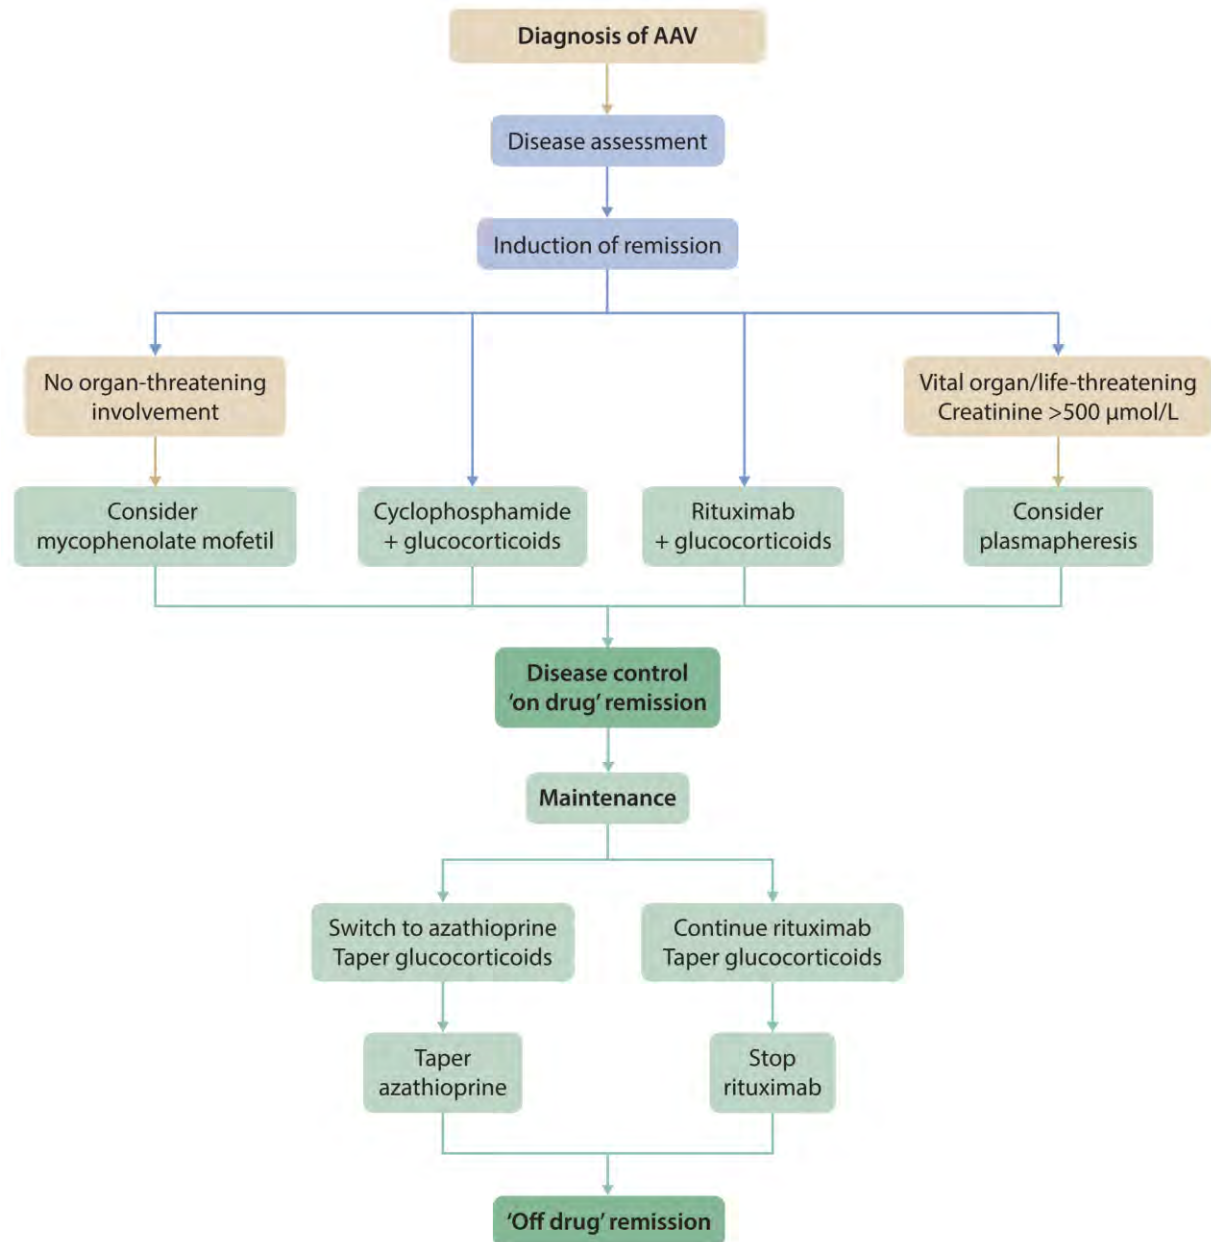 Diagnosis of AAV
Disease assessment
Induction of remission
No organ-threatening
involvement
Vital organ/life-threatening
Creatinine >500 µmol/L
Consider
mycophenolate mofetil
Cyclophosphamide
+ glucocorticoids
Rituximab
+ glucocorticoids
Consider
plasmapheresis
Disease control
‘on drug’ remission
Maintenance
Switch to azathioprine
Taper glucocorticoids
Continue rituximab
Taper glucocorticoids
Taper
azathioprine
Stop
rituximab
‘Off drug’ remission